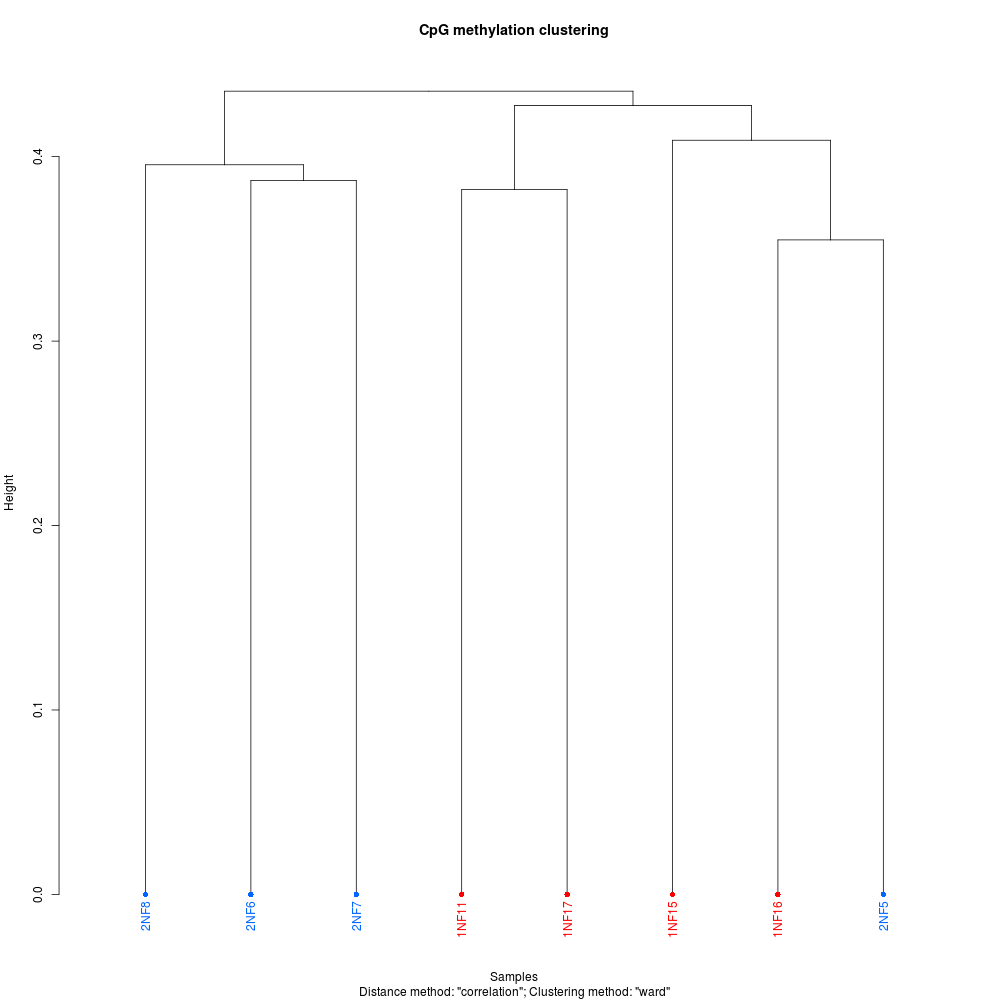 CpG methylation clustering
Height
0.4
0.3
0.2
0.1
0.0
2NF8
2NF6
2NF7
1NF11
1NF17
1NF15
1NF16
2NF5
Samples
Distance method: "correlation"; Clustering method: "ward"